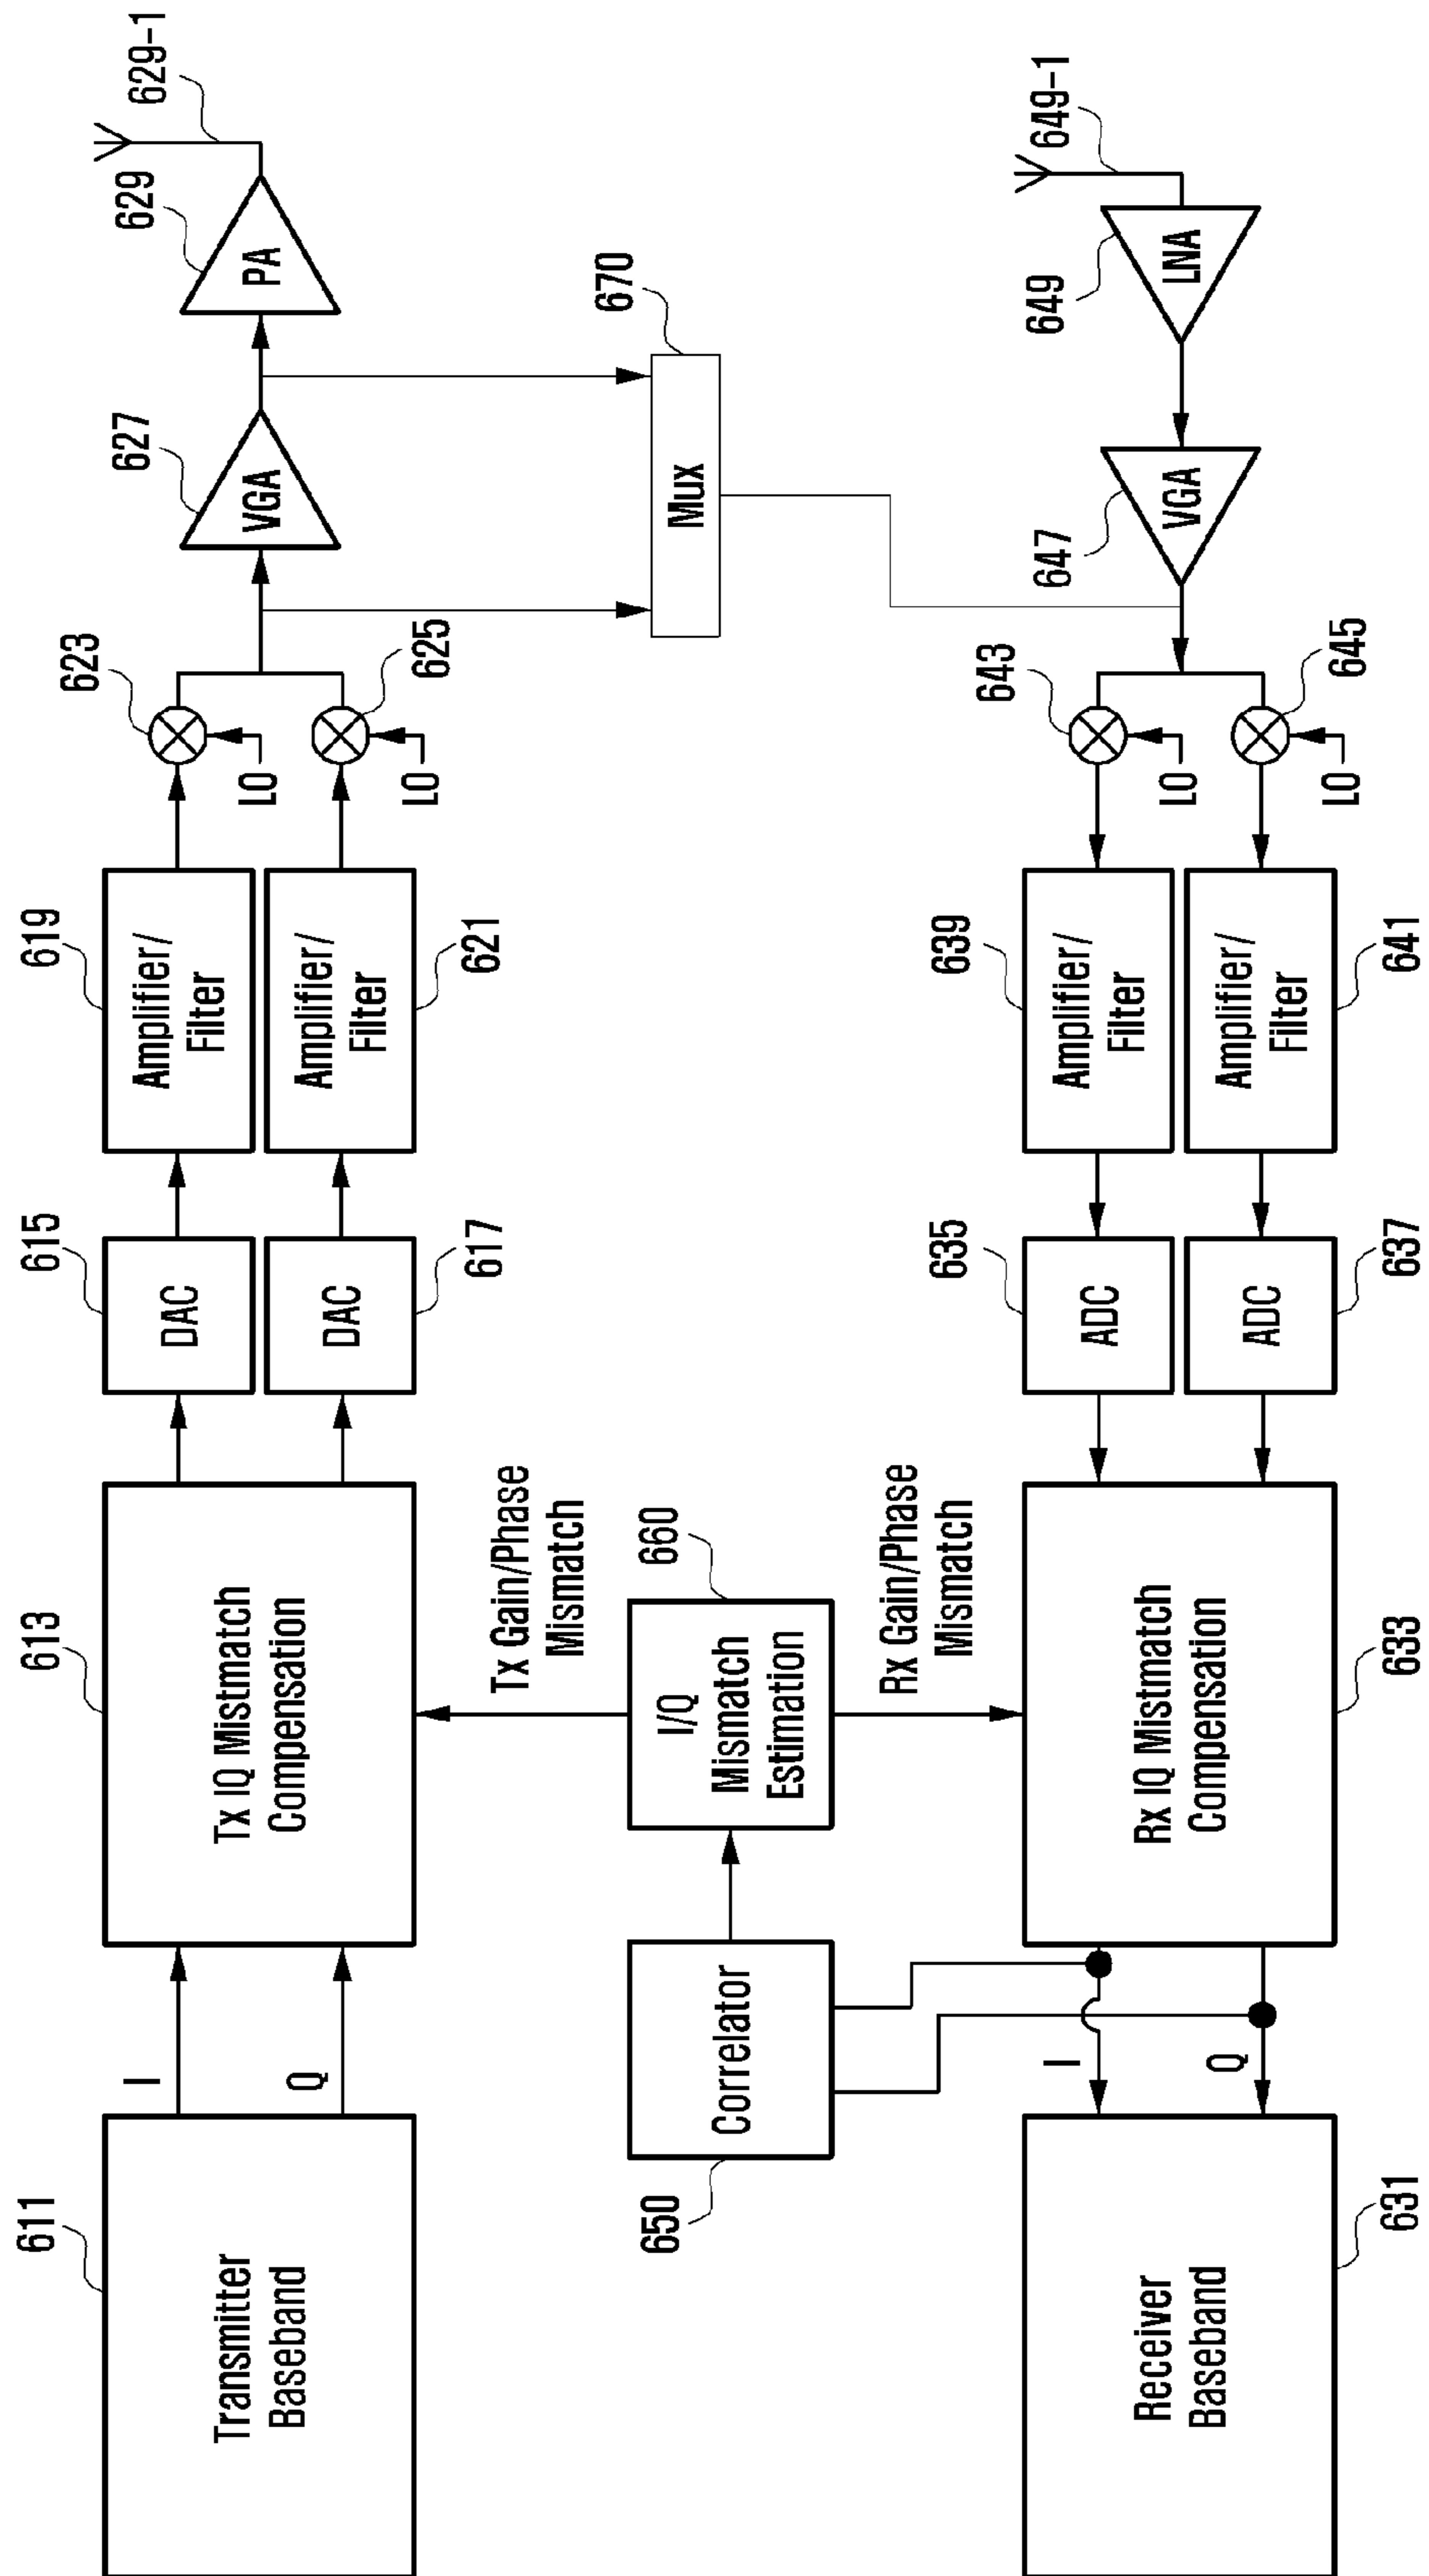 611
Transmitter
Baseband
I
Q
613
Tx IQ Mistmatch
Compensation
615
DAC
DAC
617
619
Amplifier/
Filter
Amplifier/
Filter
621
623
LO
625
LO
627
VGA
629
PA
629-1
Tx Gain/Phase
Mismatch
650
Correlator
660
I/Q
Mismatch
Estimation
Rx Gain/Phase
Mismatch
670
Mux
Receiver
Baseband
631
I
Q
Rx IQ Mistmatch
Compensation
633
635
ADC
ADC
637
639
Amplifier/
Filter
Amplifier/
Filter
641
643
LO
645
LO
647
VGA
649
LNA
649-1